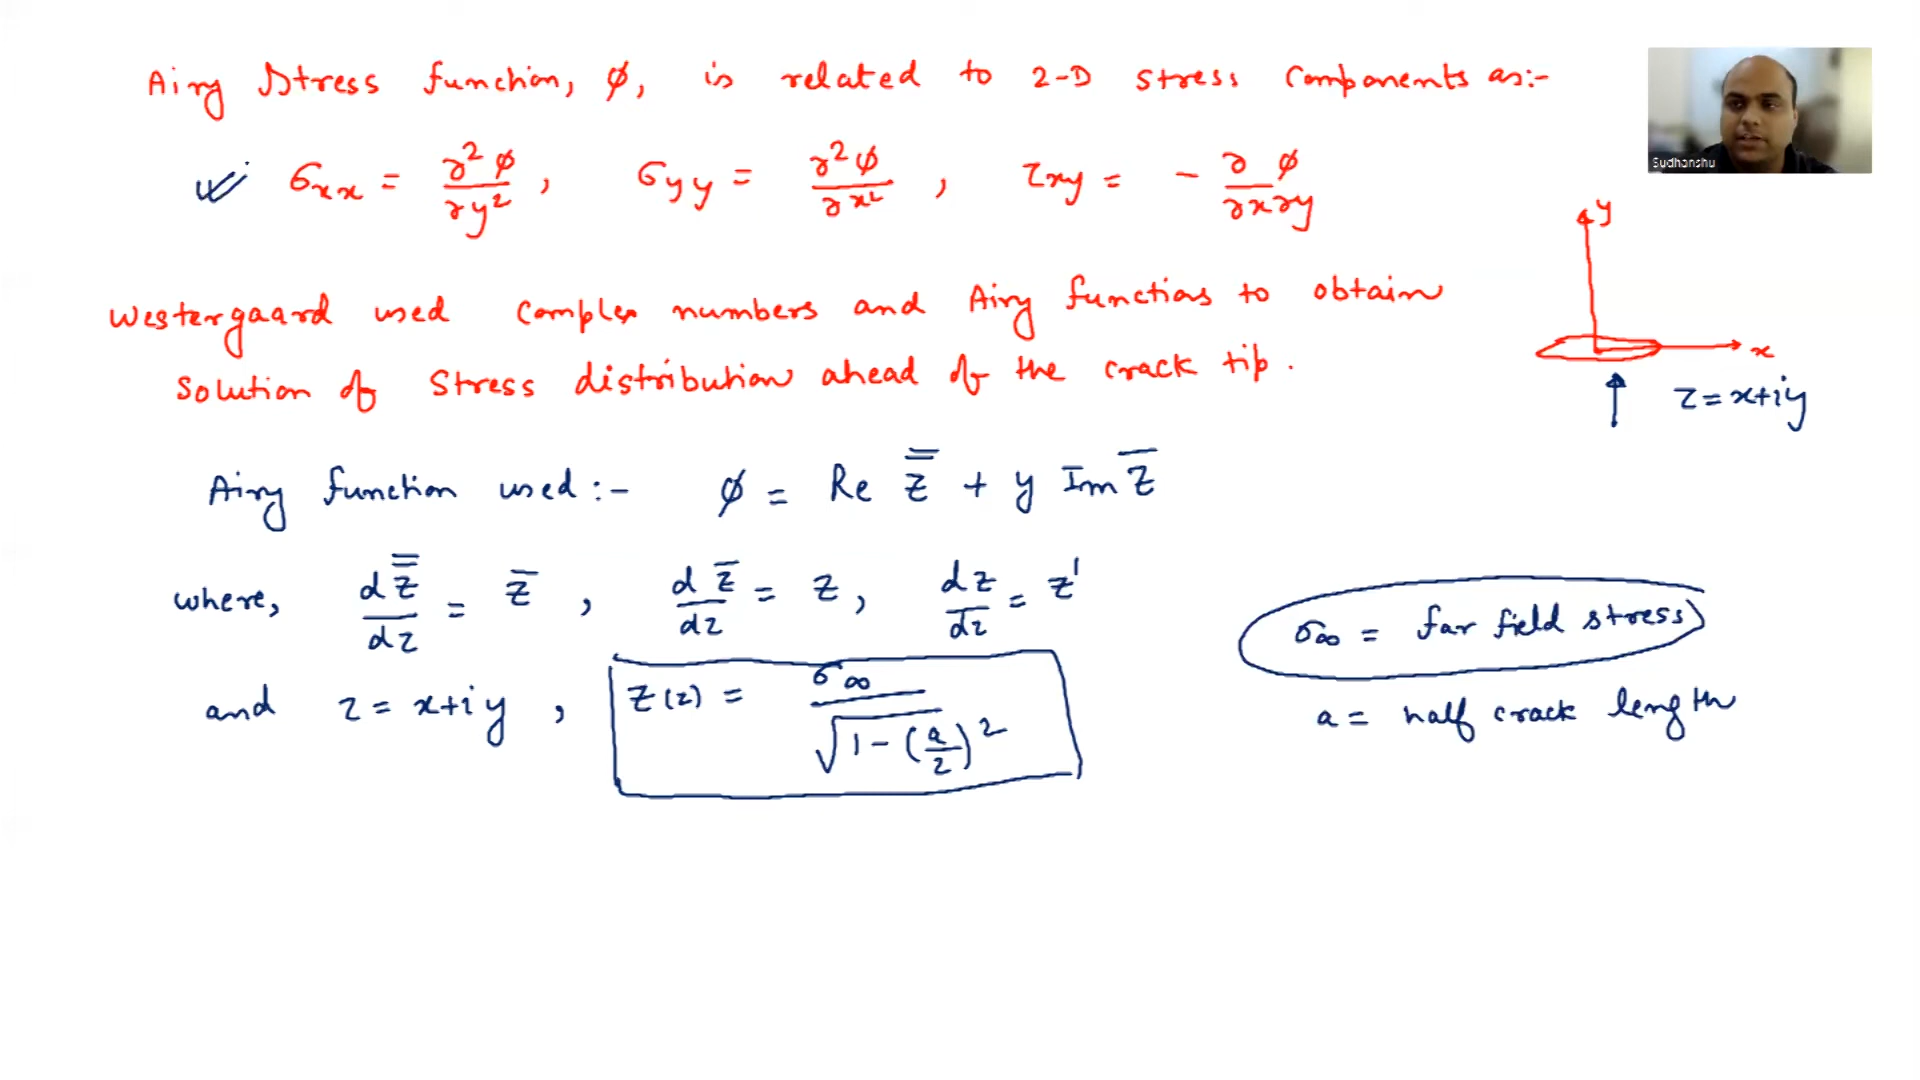 Airy Stress function, φ, is related to 2-D stress components as:-
Sudhanshu
σxx = ∂²φ/∂y², σyy = ∂²φ/∂x², τxy = - ∂φ/∂x∂y
y
x
Westergaard used complex numbers and Airy functions to obtain
solution of stress distribution ahead of the crack tip.
z = x+iy
Airy function used:- φ = Re Z̿ + y Im Z̅
where, dZ̿/dz = Z̅, dZ̅/dz = Z, dZ/dz = Z'
σ∞ = far field stress
and z = x+iy, Z(z) = σ∞/√1-(a/z)²
a = half crack length